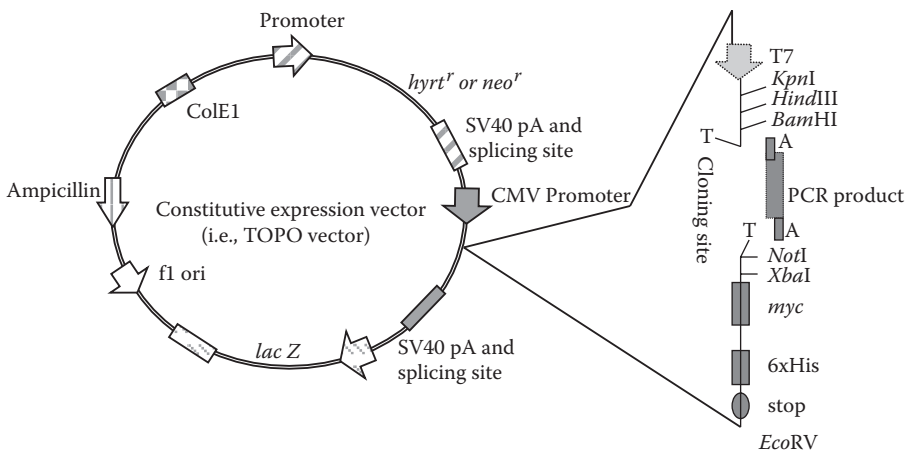 Promoter
hyrtʳ or neoʳ
ColE1
SV40 pA and
splicing site
Ampicillin
CMV Promoter
Constitutive expression vector
(i.e., TOPO vector)
f1 ori
lac Z
SV40 pA and
splicing site
T7
KpnI
HindIII
BamHI
T
A
Cloning site
PCR product
T
A
NotI
XbaI
myc
6xHis
stop
EcoRV